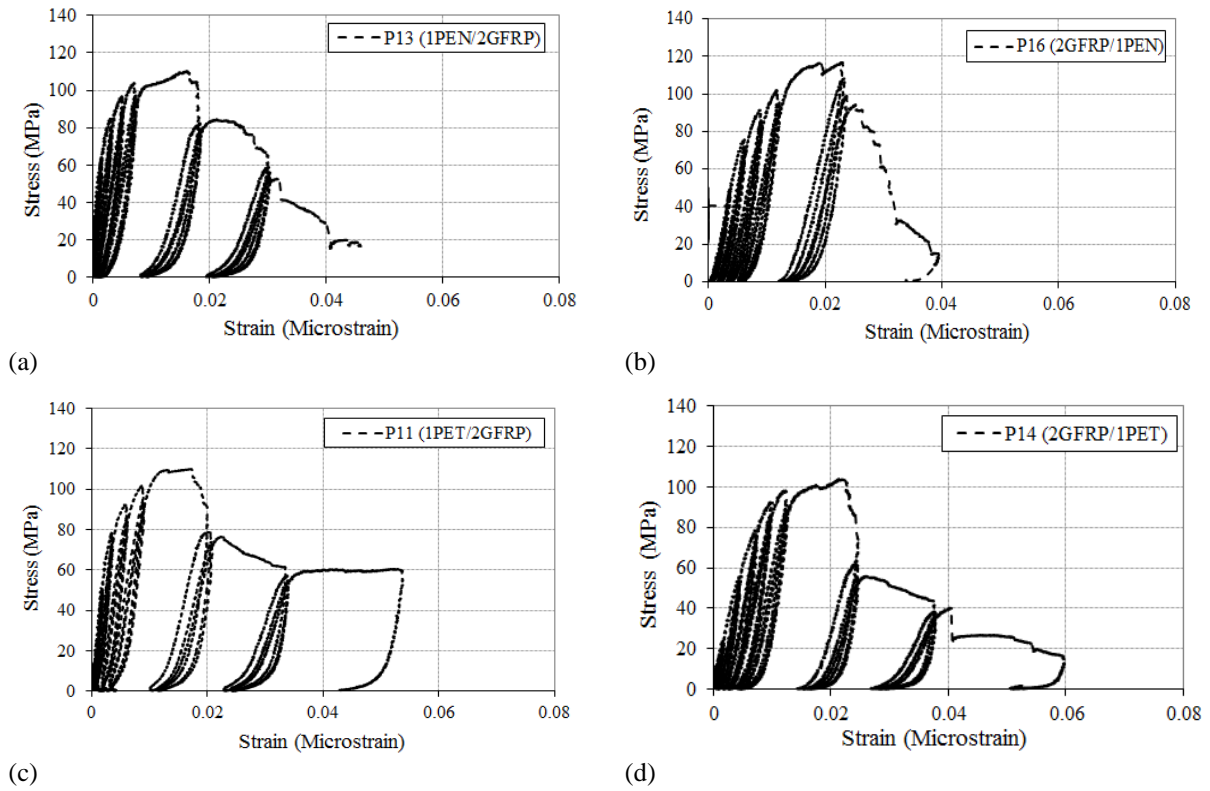 140
120
100
80
60
40
20
0
Stress (MPa)
P13 (1PEN/2GFRP)
0 0.02 0.04 0.06 0.08
Strain (Microstrain)
(a)
140
120
100
80
60
40
20
0
Stress (MPa)
P16 (2GFRP/1PEN)
0 0.02 0.04 0.06 0.08
Strain (Microstrain)
(b)
140
120
100
80
60
40
20
0
Stress (MPa)
P11 (1PET/2GFRP)
0 0.02 0.04 0.06 0.08
Strain (Microstrain)
(c)
140
120
100
80
60
40
20
0
Stress (MPa)
P14 (2GFRP/1PET)
0 0.02 0.04 0.06 0.08
Strain (Microstrain)
(d)